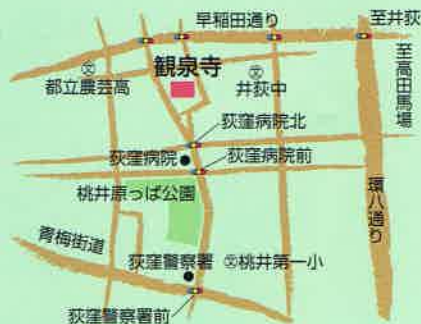 早稲田通り
至井荻
至高田馬場
観泉寺
㊫
都立農芸高
㊫
井荻中
荻窪病院北
荻窪病院
荻窪病院前
桃井原っぱ公園
環八通り
青梅街道
荻窪警察署
㊫桃井第一小
荻窪警察署前